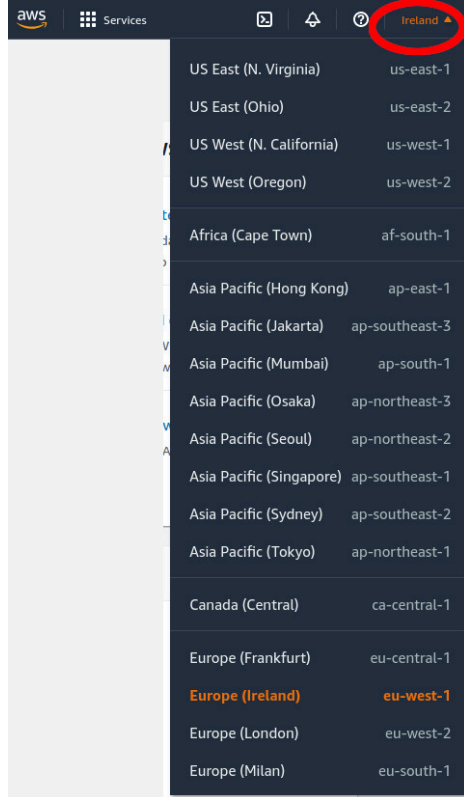 aws Services Ireland
US East (N. Virginia) us-east-1
US East (Ohio) us-east-2
US West (N. California) us-west-1
US West (Oregon) us-west-2
Africa (Cape Town) af-south-1
Asia Pacific (Hong Kong) ap-east-1
Asia Pacific (Jakarta) ap-southeast-3
Asia Pacific (Mumbai) ap-south-1
Asia Pacific (Osaka) ap-northeast-3
Asia Pacific (Seoul) ap-northeast-2
Asia Pacific (Singapore) ap-southeast-1
Asia Pacific (Sydney) ap-southeast-2
Asia Pacific (Tokyo) ap-northeast-1
Canada (Central) ca-central-1
Europe (Frankfurt) eu-central-1
Europe (Ireland) eu-west-1
Europe (London) eu-west-2
Europe (Milan) eu-south-1